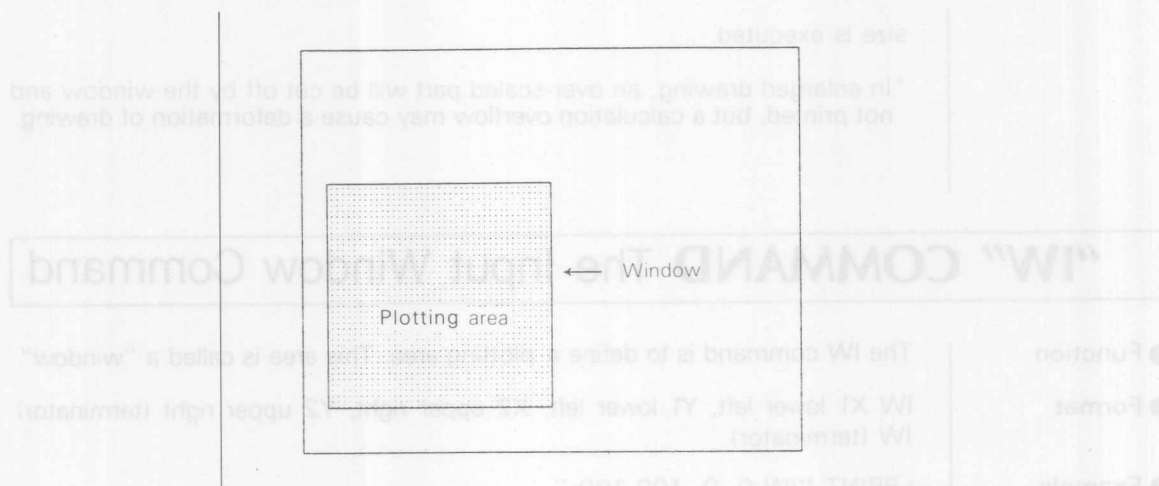 size is executed.
*In enlarged drawing, an over-scaled part will be cut off by the window and
not printed, but a calculation overflow may cause a deformation of drawing.
← Window
Plotting area
"IW" COMMAND The Input Window Command
● Function
The IW command is to define a plotting area. This area is called a "window"
● Format
IW X1 lower left, Y1 lower left, X2 upper right, Y2 upper right (terminator)
IW (terminator)